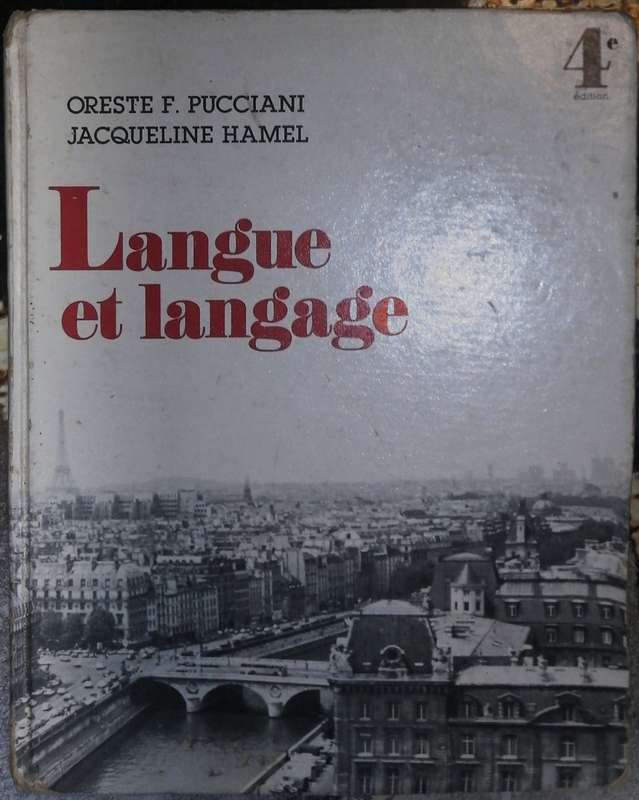 4e
édition
ORESTE F. PUCCIANI
JACQUELINE HAMEL
Langue
et langage